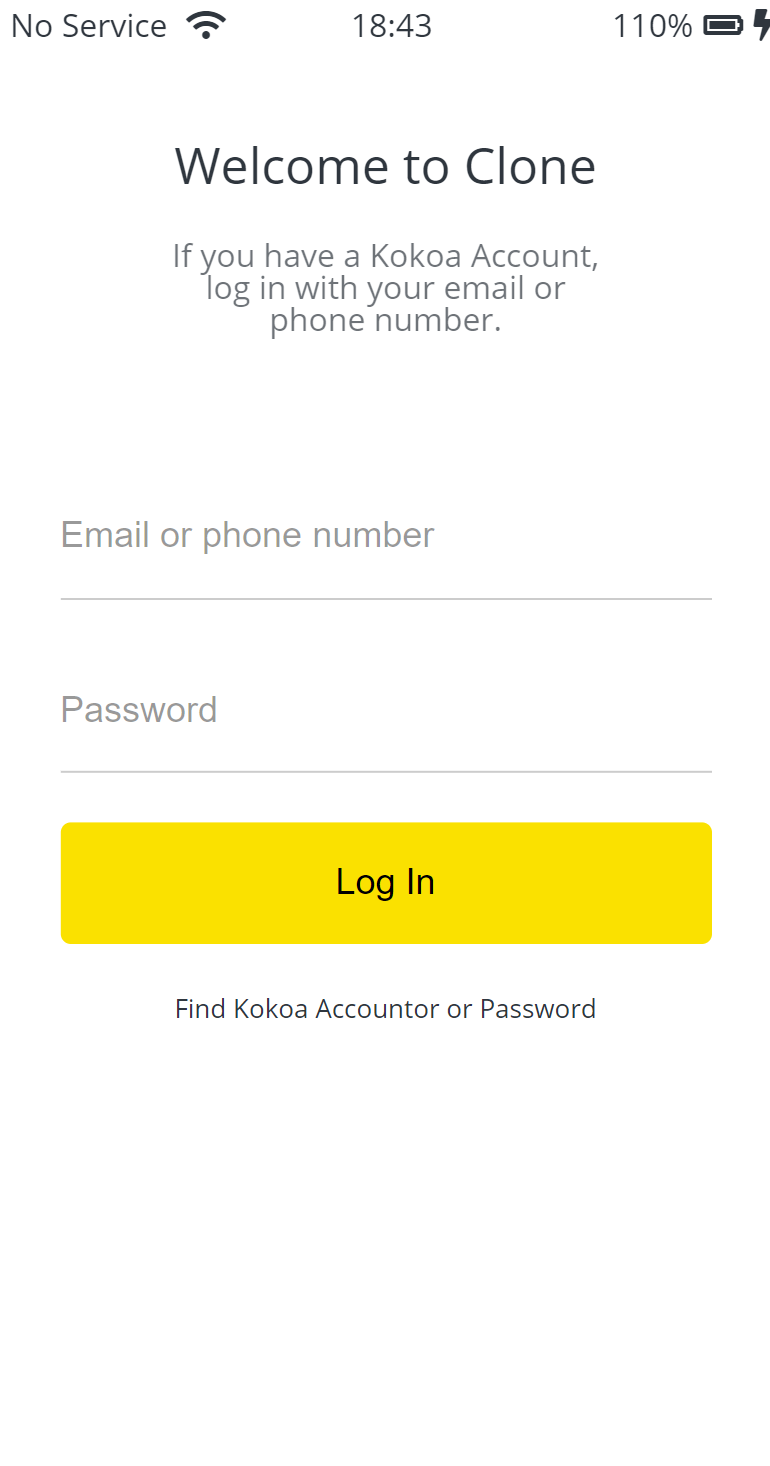 No Service 18:43 110%
Welcome to Clone
If you have a Kokoa Account,
log in with your email or
phone number.
Email or phone number
Password
Log In
Find Kokoa Accountor or Password